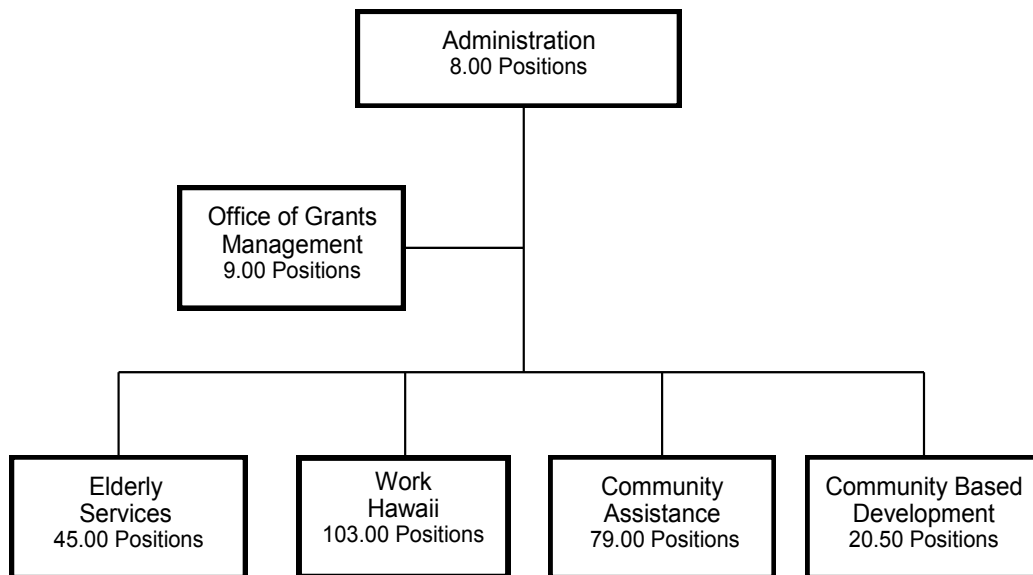 Administration
8.00 Positions
Office of Grants
Management
9.00 Positions
Elderly
Services
45.00 Positions
Work
Hawaii
103.00 Positions
Community
Assistance
79.00 Positions
Community Based
Development
20.50 Positions